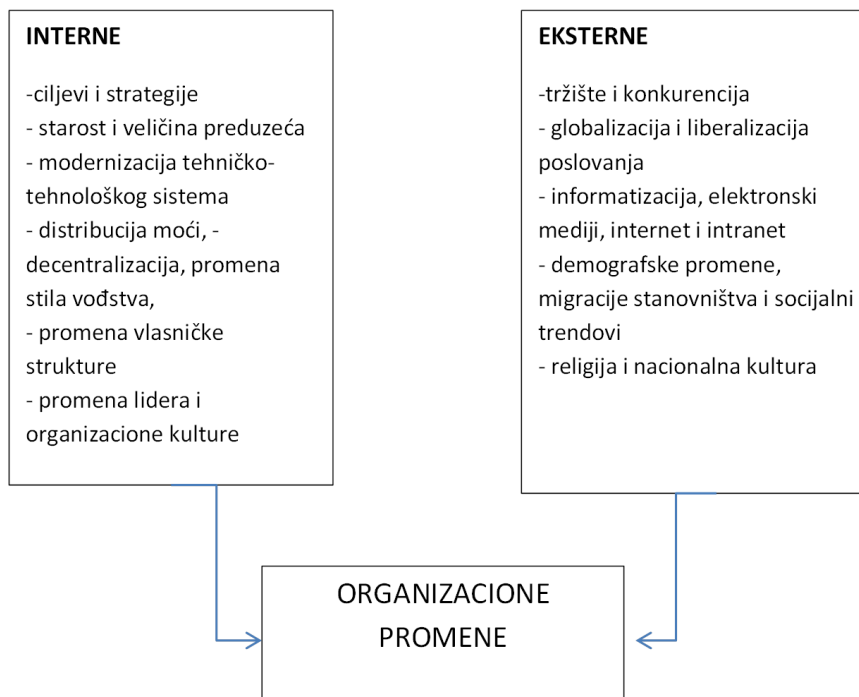 INTERNE
-ciljevi i strategije
- starost i veličina preduzeća
- modernizacija tehničko-
tehnološkog sistema
- distribucija moći, -
decentralizacija, promena
stila vođstva,
- promena vlasničke
strukture
- promena lidera i
organizacione kulture
EKSTERNE
-tržište i konkurencija
- globalizacija i liberalizacija
poslovanja
- informatizacija, elektronski
mediji, internet i intranet
- demografske promene,
migracije stanovništva i socijalni
trendovi
- religija i nacionalna kultura
ORGANIZACIONE
PROMENE